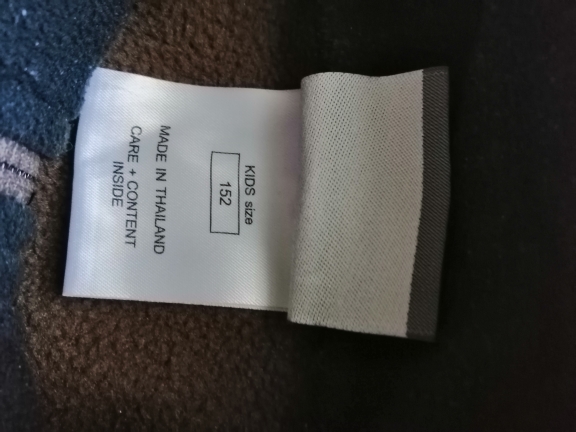 KIDS size
152
MADE IN THAILAND
CARE + CONTENT
INSIDE